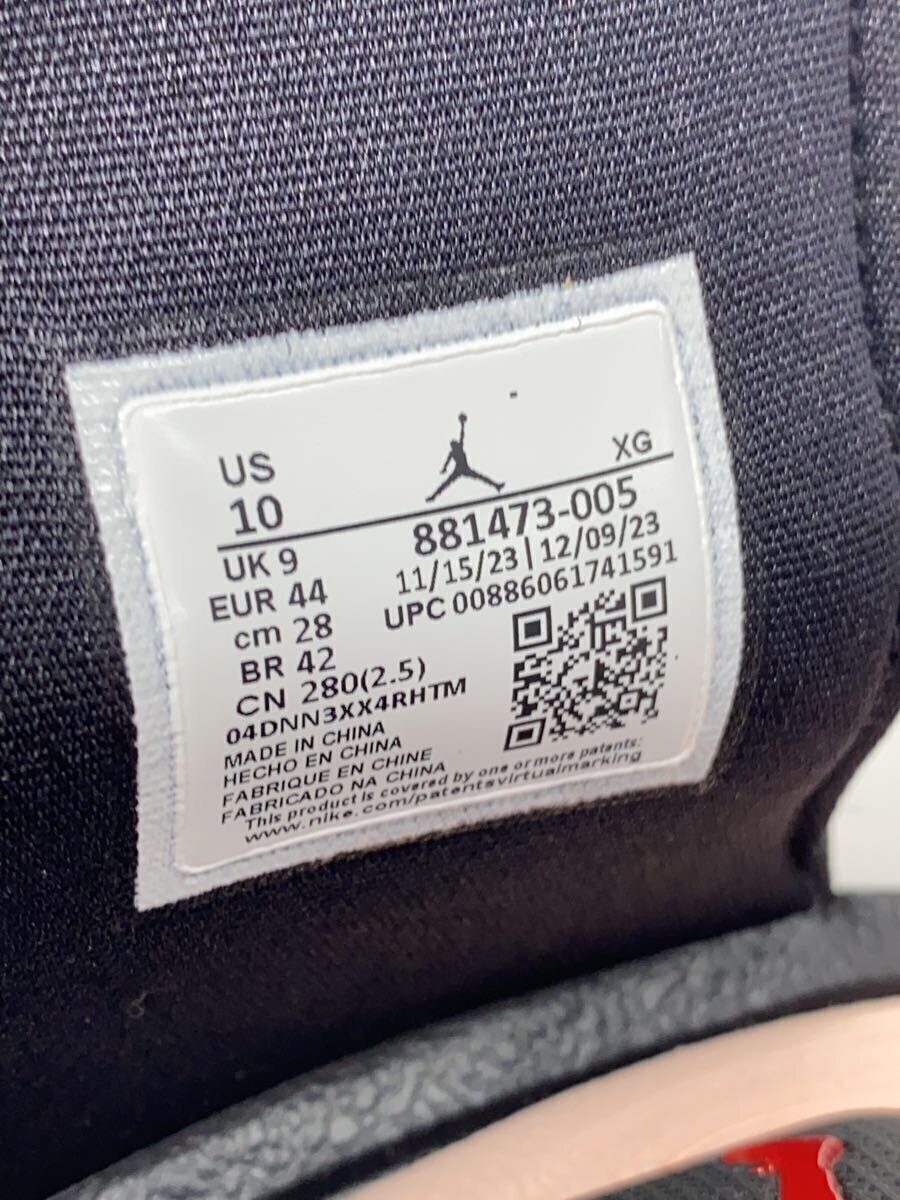 US
10
XG
UK 9
EUR 44
cm 28
BR 42
CN 280(2.5)
881473-005
11/15/23 | 12/09/23
UPC 00886061741591
04DNN3XX4RHTM
MADE IN CHINA
HECHO EN CHINA
FABRIQUE EN CHINE
FABRICADO NA CHINA
This product is covered by one or more patents:
www.nike.com/patentsvirtualmarking